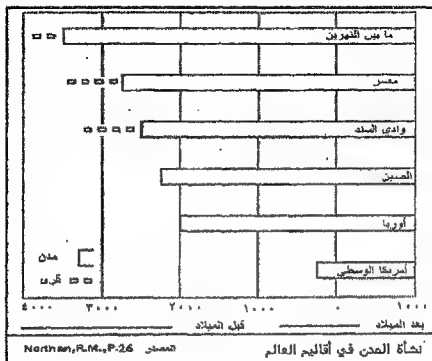 ما بين النهرين
مصر
وادي السند
الصين
أوربا
أمريكا الوسطى
مدن
قرى
٤٠٠٠ ٣٠٠٠ ٢٠٠٠ ١٠٠٠ ٠ ١٠٠٠
بعد الميلاد قبل الميلاد
نشأة المدن في أقاليم العالم
المصدر Northan,R.M.,P-26